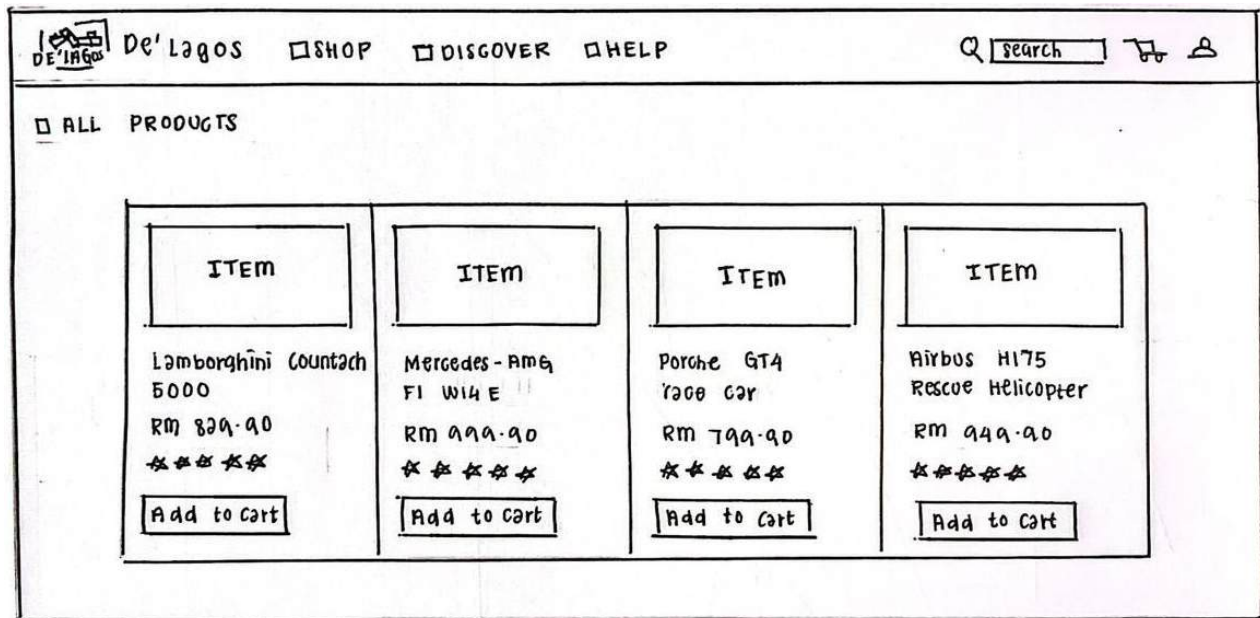 DE'LAGOS De'Lagos SHOP DISCOVER HELP search
ALL PRODUCTS
ITEM ITEM ITEM ITEM
Lamborghini Countach Mercedes-AMG Porche GT4 Airbus H175
5000 F1 W14 E race car Rescue Helicopter
RM 829.90 RM 999.90 RM 799.90 RM 949.90
Add to cart Add to cart Add to cart Add to cart